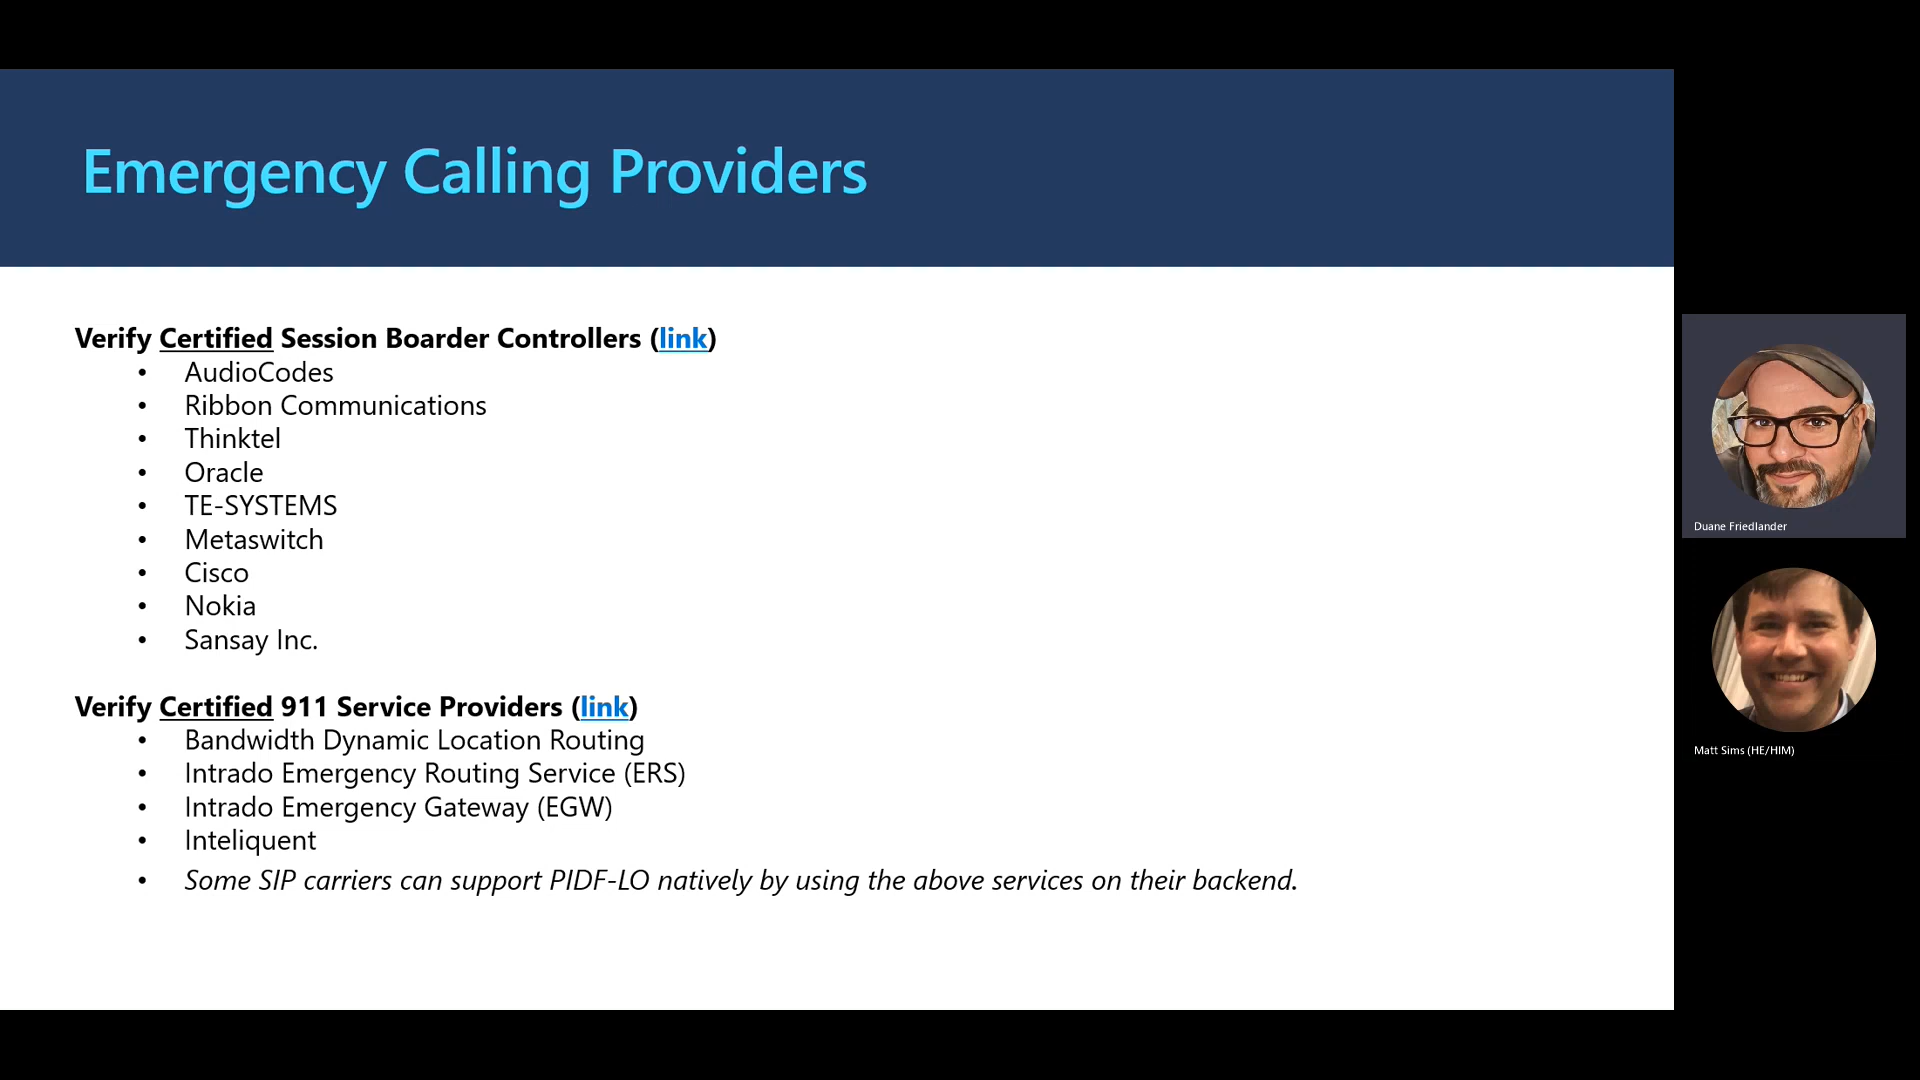 Emergency Calling Providers
Verify Certified Session Boarder Controllers (link)
• AudioCodes
• Ribbon Communications
• Thinktel
• Oracle
• TE-SYSTEMS
• Metaswitch
• Cisco
• Nokia
• Sansay Inc.
Verify Certified 911 Service Providers (link)
• Bandwidth Dynamic Location Routing
• Intrado Emergency Routing Service (ERS)
• Intrado Emergency Gateway (EGW)
• Inteliquent
• Some SIP carriers can support PIDF-LO natively by using the above services on their backend.
Duane Friedlander
Matt Sims (HE/HIM)